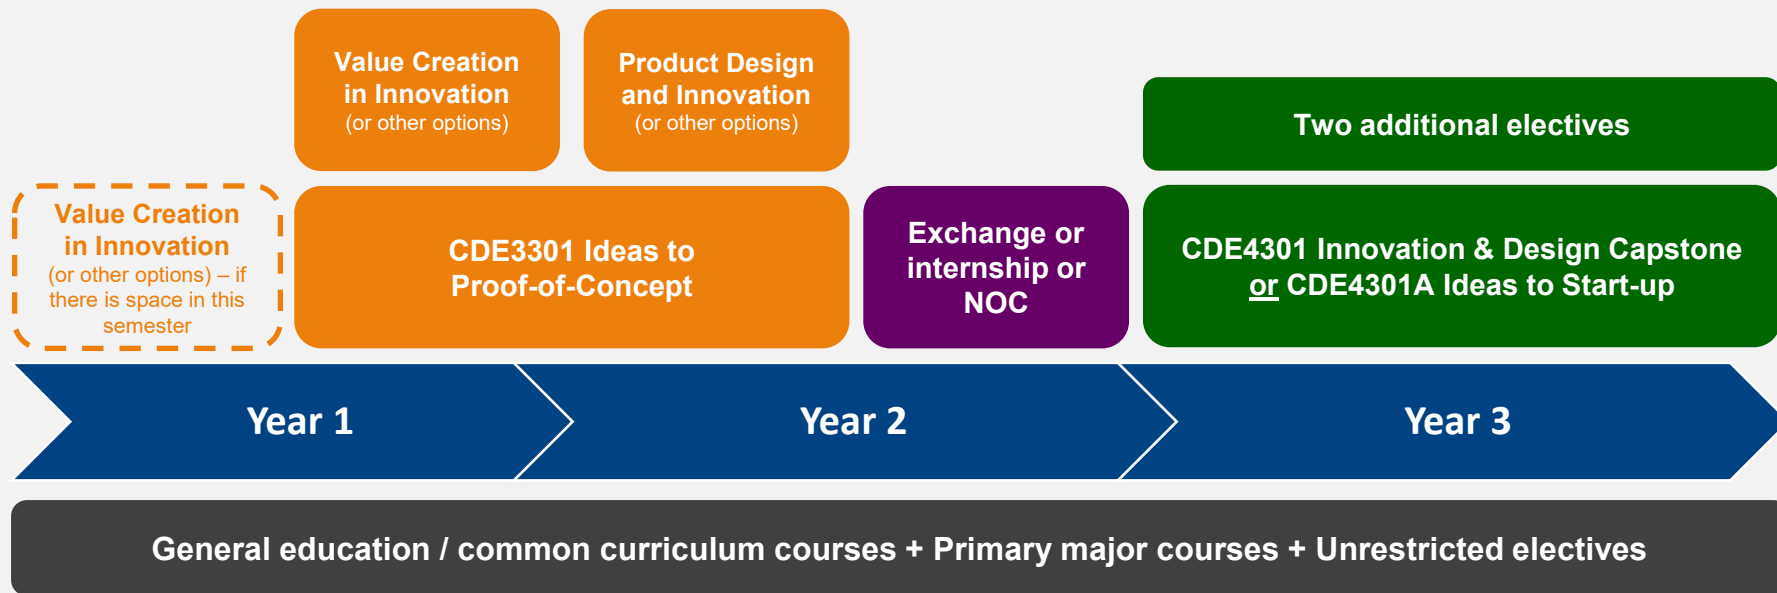 Value Creation
in Innovation
(or other options)
Product Design
and Innovation
(or other options)
Two additional electives
Value Creation
in Innovation
(or other options) – if
there is space in this
semester
CDE3301 Ideas to
Proof-of-Concept
Exchange or
internship or
NOC
CDE4301 Innovation & Design Capstone
or CDE4301A Ideas to Start-up
Year 1
Year 2
Year 3
General education / common curriculum courses + Primary major courses + Unrestricted electives